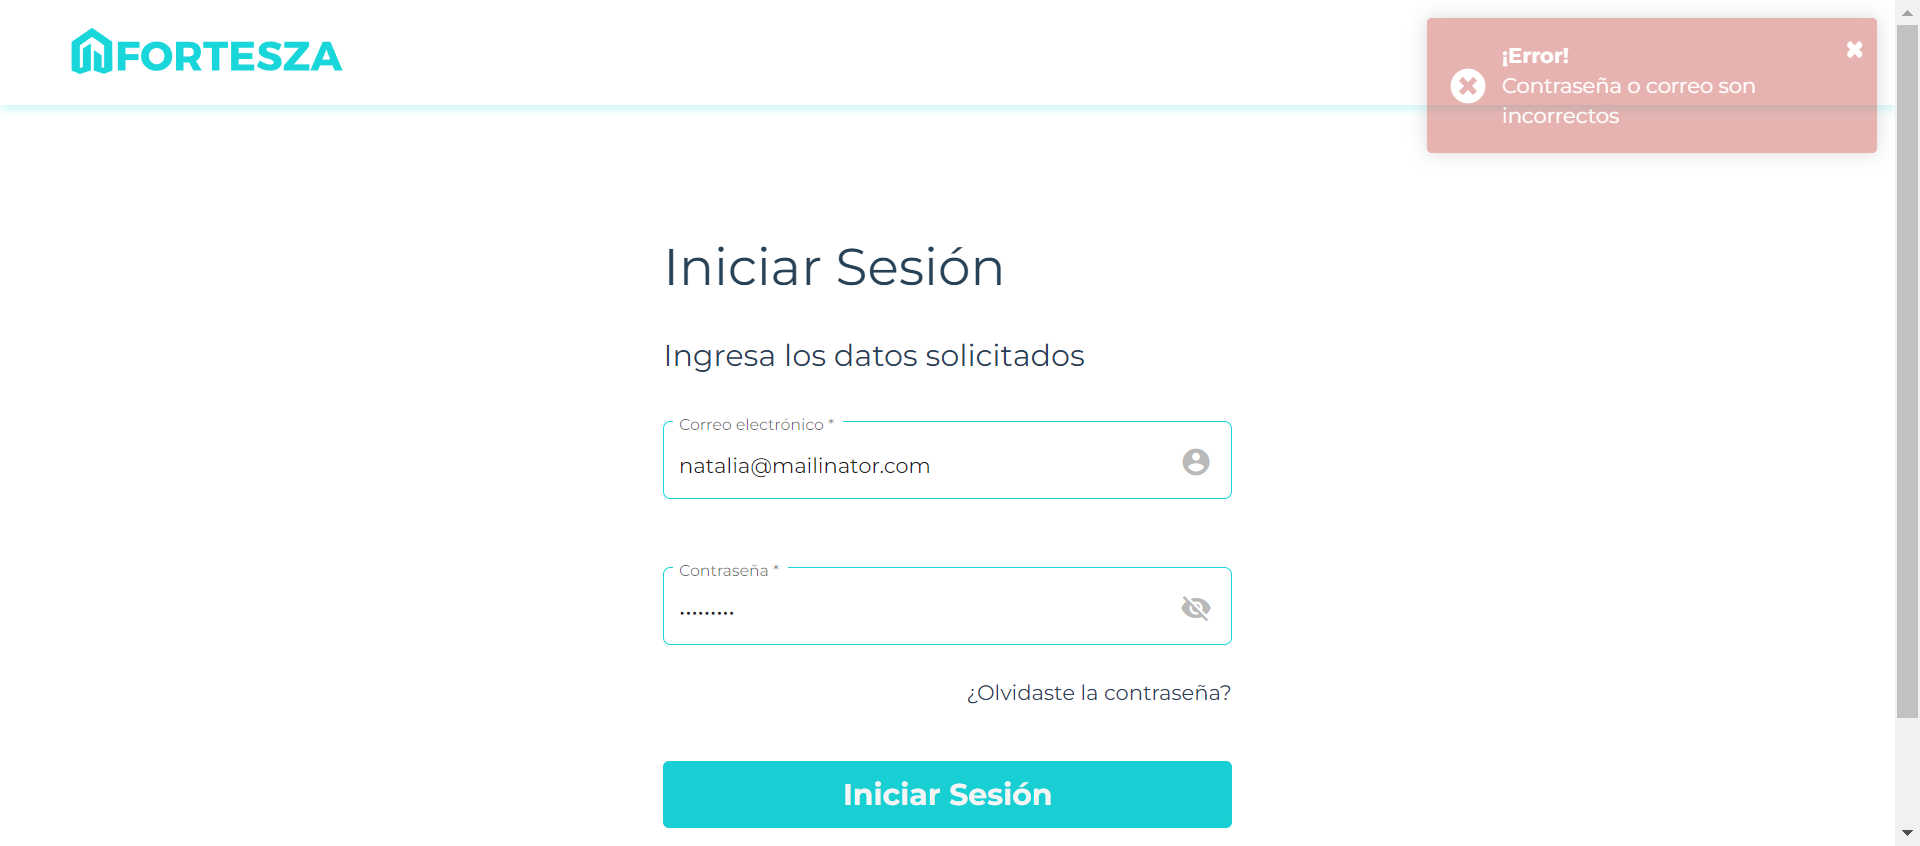 FORTESZA
¡Error!
Contraseña o correo son
incorrectos
Iniciar Sesión
Ingresa los datos solicitados
Correo electrónico *
natalia@mailinator.com
Contraseña *
¿Olvidaste la contraseña?
Iniciar Sesión